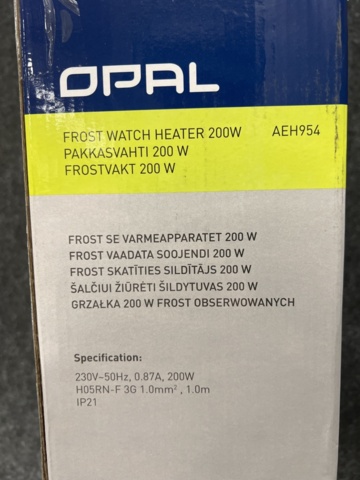 OPAL
FROST WATCH HEATER 200W AEH954
PAKKASVAHTI 200 W
FROSTVAKT 200 W
FROST SE VARMEAPPARATET 200 W
FROST VAADATA SOOJENDI 200 W
FROST SKATĪTIES SILDĪTĀJS 200 W
ŠALČIUI ŽIŪRĖTI ŠILDYTUVAS 200 W
GRZAŁKA 200 W FROST OBSERWOWANYCH
Specification:
230V~50Hz, 0.87A, 200W
H05RN-F 3G 1.0mm², 1.0m
IP21